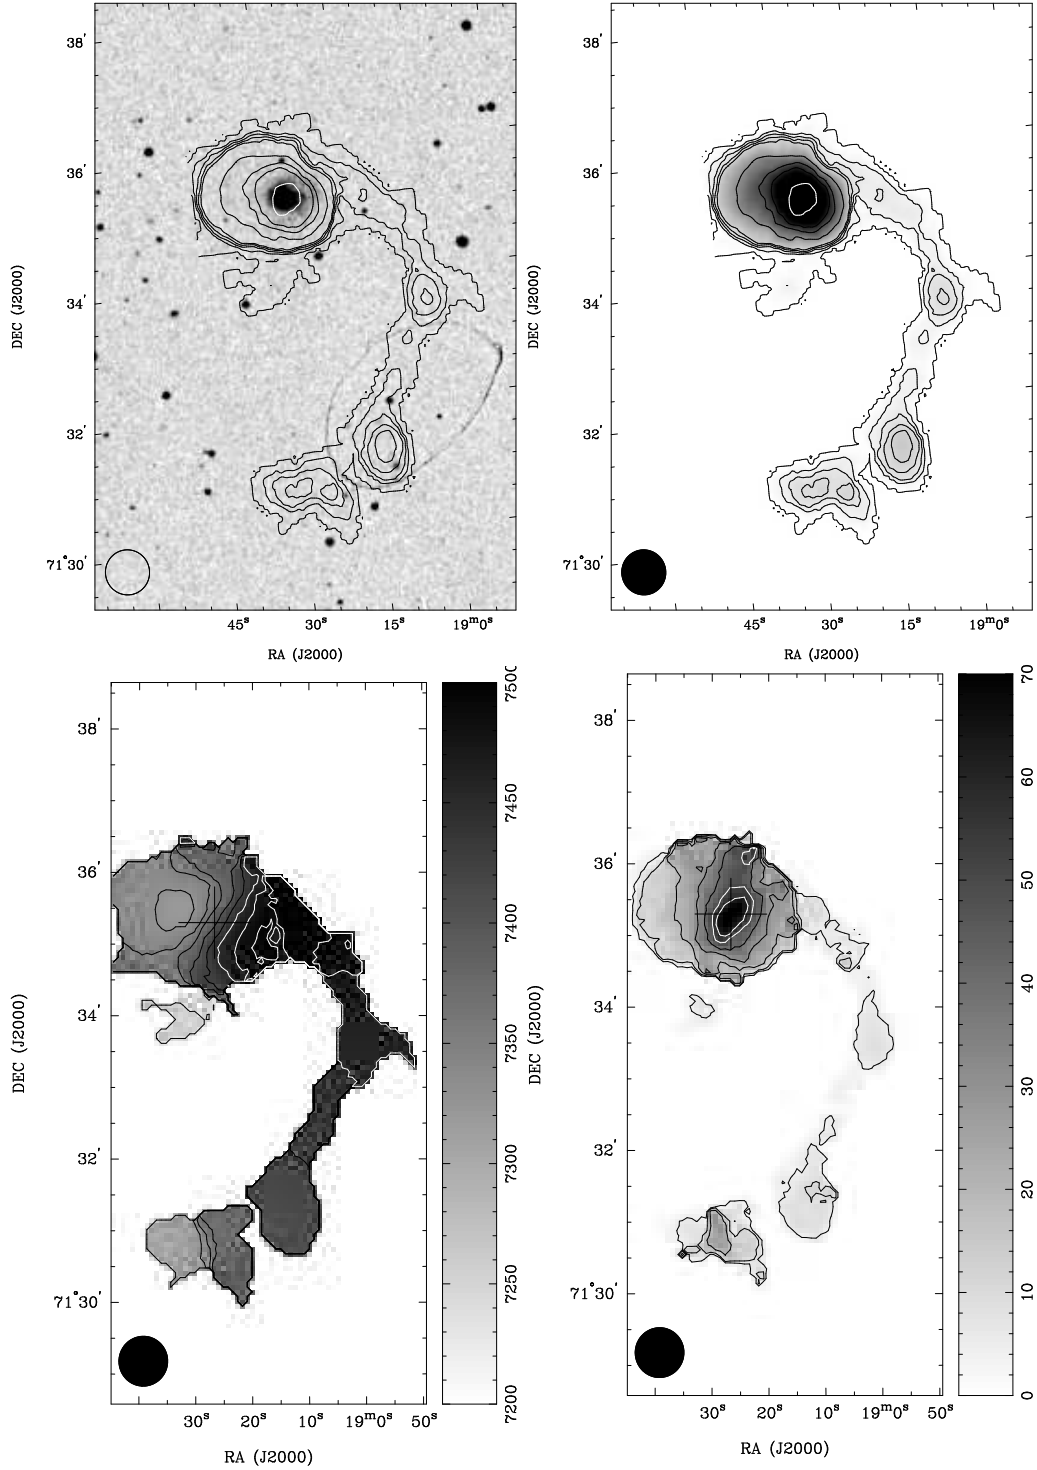 38′
36′
34′
32′
71°30′
DEC (J2000)
45ˢ 30ˢ 15ˢ 19ᵐ0ˢ
RA (J2000)
38′
36′
34′
32′
71°30′
DEC (J2000)
45ˢ 30ˢ 15ˢ 19ᵐ0ˢ
RA (J2000)
38′
36′
34′
32′
71°30′
DEC (J2000)
30ˢ 20ˢ 10ˢ 19ᵐ0ˢ 50ˢ
RA (J2000)
7500
7450
7400
7350
7300
7250
7200
38′
36′
34′
32′
71°30′
DEC (J2000)
30ˢ 20ˢ 10ˢ 19ᵐ0ˢ 50ˢ
RA (J2000)
70
60
50
40
30
20
10
0